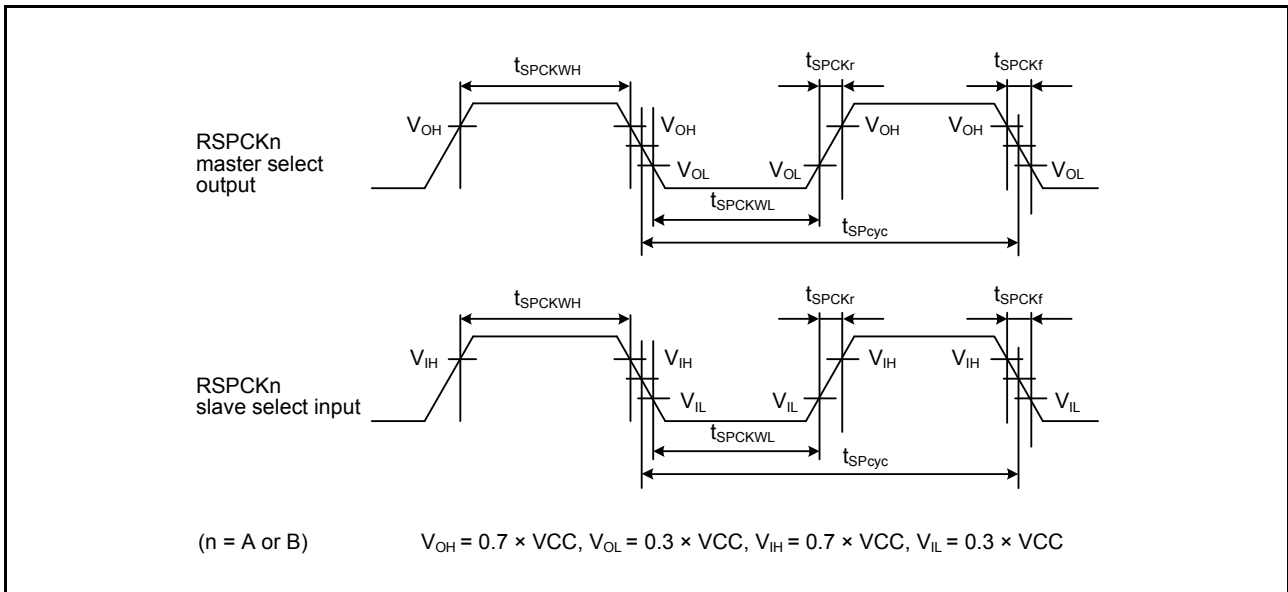 tSPCKWH
tSPCKr
tSPCKf
RSPCKn
master select
output
VOH
VOH
VOL
VOL
VOH
VOH
VOL
tSPCKWL
tSPcyc
tSPCKWH
tSPCKr
tSPCKf
RSPCKn
slave select input
VIH
VIH
VIL
VIL
VIH
VIH
VIL
tSPCKWL
tSPcyc
(n = A or B)
VOH = 0.7 × VCC, VOL = 0.3 × VCC, VIH = 0.7 × VCC, VIL = 0.3 × VCC